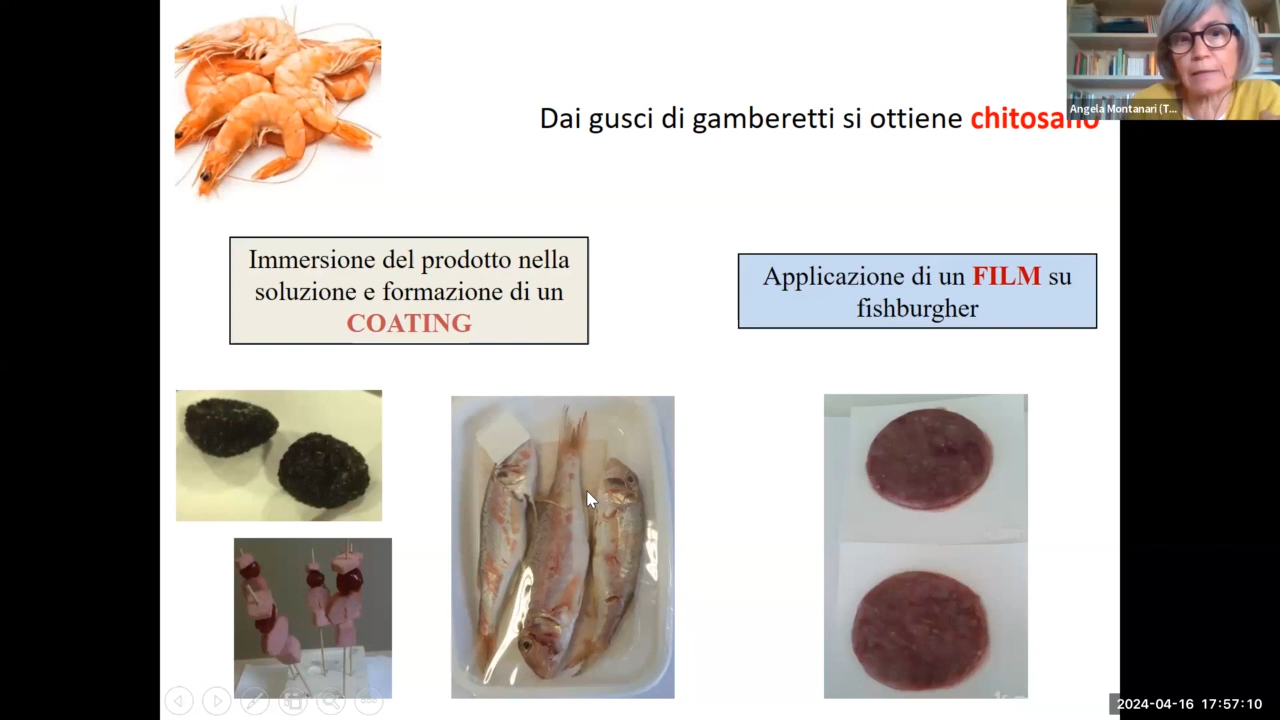 Dai gusci di gamberetti si ottiene chitosano
Angela Montanari (T...
Immersione del prodotto nella
soluzione e formazione di un
COATING
Applicazione di un FILM su
fishburgher
2024-04-16 17:57:10